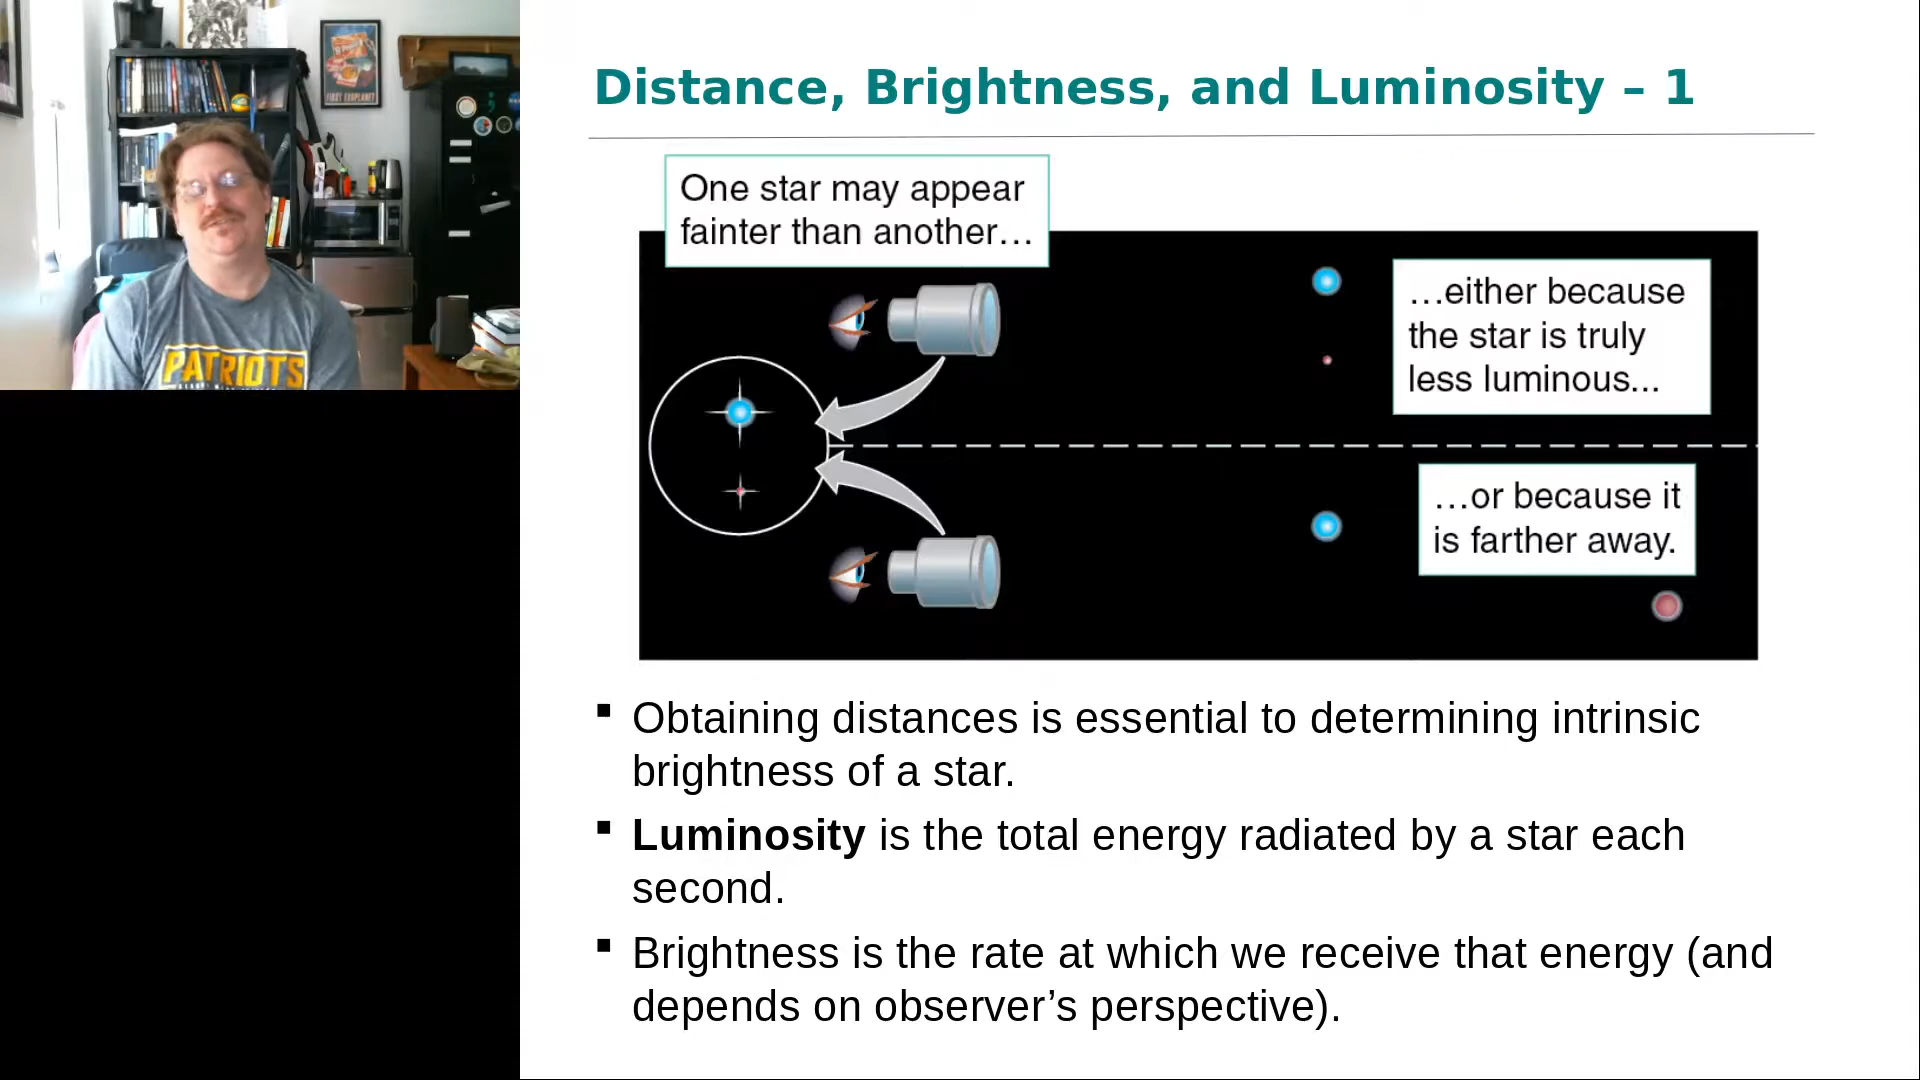 Distance, Brightness, and Luminosity – 1
One star may appear
fainter than another…
…either because
the star is truly
less luminous...
…or because it
is farther away.
▪ Obtaining distances is essential to determining intrinsic
brightness of a star.
▪ Luminosity is the total energy radiated by a star each
second.
▪ Brightness is the rate at which we receive that energy (and
depends on observer’s perspective).
PATRIOTS
FIRST EXOPLANET